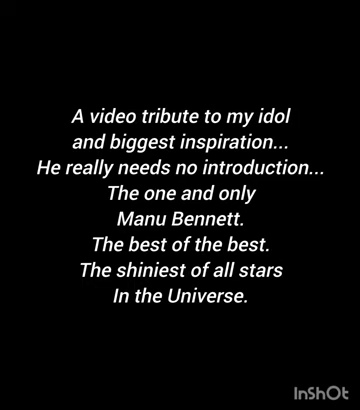 A video tribute to my idol
and biggest inspiration...
He really needs no introduction...
The one and only
Manu Bennett.
The best of the best.
The shiniest of all stars
In the Universe.
InShOt